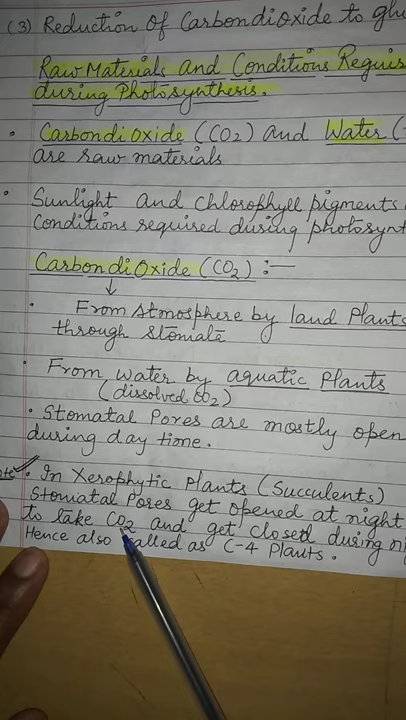 (3) Reduction of Carbondioxide to glu
Raw Materials and Conditions Requir
during Photosynthesis.
• Carbondioxide (CO2) and Water (
are raw materials
• Sunlight and Chlorophyll pigments
Conditions required during photosynt
CarbondiOxide (CO2) :-
↓
• From Atmosphere by land Plants
through Stomate
• From water by aquatic Plants
(dissolved CO2)
• Stomatal Pores are mostly open
during day time.
• In Xerophytic Plants (Succulents)
Stomatal Pores get opened at night
to take CO2 and get closed during
Hence also called as C-4 Plants.